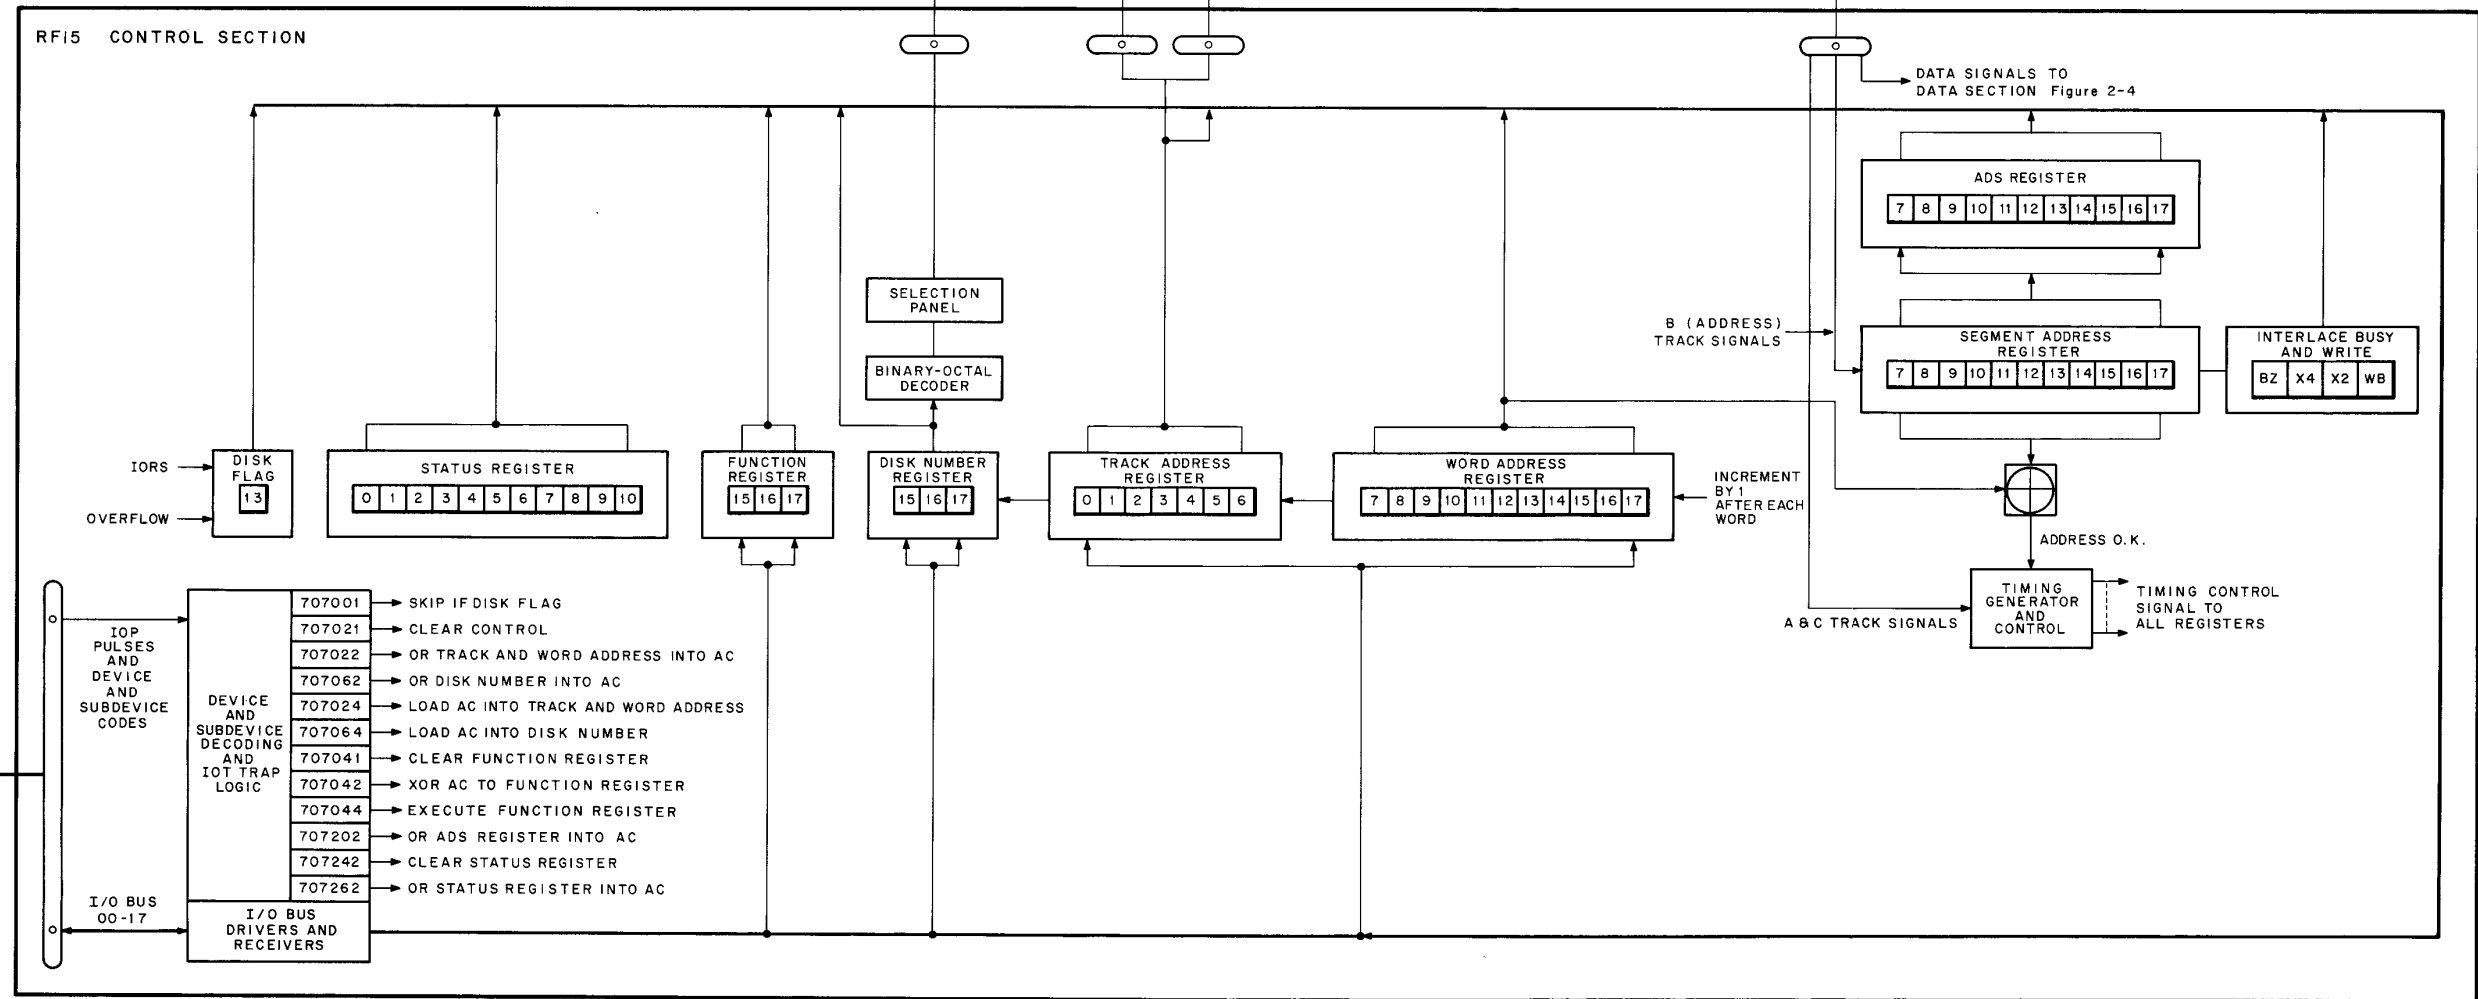 RF15 CONTROL SECTION
DATA SIGNALS TO
DATA SECTION Figure 2-4
ADS REGISTER
7 8 9 10 11 12 13 14 15 16 17
SELECTION
PANEL
BINARY-OCTAL
DECODER
B (ADDRESS)
TRACK SIGNALS
SEGMENT ADDRESS
REGISTER
7 8 9 10 11 12 13 14 15 16 17
INTERLACE BUSY
AND WRITE
BZ X4 X2 WB
IORS
OVERFLOW
DISK
FLAG
13
STATUS REGISTER
0 1 2 3 4 5 6 7 8 9 10
FUNCTION
REGISTER
15 16 17
DISK NUMBER
REGISTER
15 16 17
TRACK ADDRESS
REGISTER
0 1 2 3 4 5 6
WORD ADDRESS
REGISTER
7 8 9 10 11 12 13 14 15 16 17
INCREMENT
BY 1
AFTER EACH
WORD
ADDRESS O.K.
A & C TRACK SIGNALS
TIMING
GENERATOR
AND
CONTROL
TIMING CONTROL
SIGNAL TO
ALL REGISTERS
IOP
PULSES
AND
DEVICE
AND
SUBDEVICE
CODES
DEVICE
AND
SUBDEVICE
DECODING
AND
IOT TRAP
LOGIC
707001 SKIP IF DISK FLAG
707021 CLEAR CONTROL
707022 OR TRACK AND WORD ADDRESS INTO AC
707062 OR DISK NUMBER INTO AC
707024 LOAD AC INTO TRACK AND WORD ADDRESS
707064 LOAD AC INTO DISK NUMBER
707041 CLEAR FUNCTION REGISTER
707042 XOR AC TO FUNCTION REGISTER
707044 EXECUTE FUNCTION REGISTER
707202 OR ADS REGISTER INTO AC
707242 CLEAR STATUS REGISTER
707262 OR STATUS REGISTER INTO AC
I/O BUS
00-17
I/O BUS
DRIVERS AND
RECEIVERS